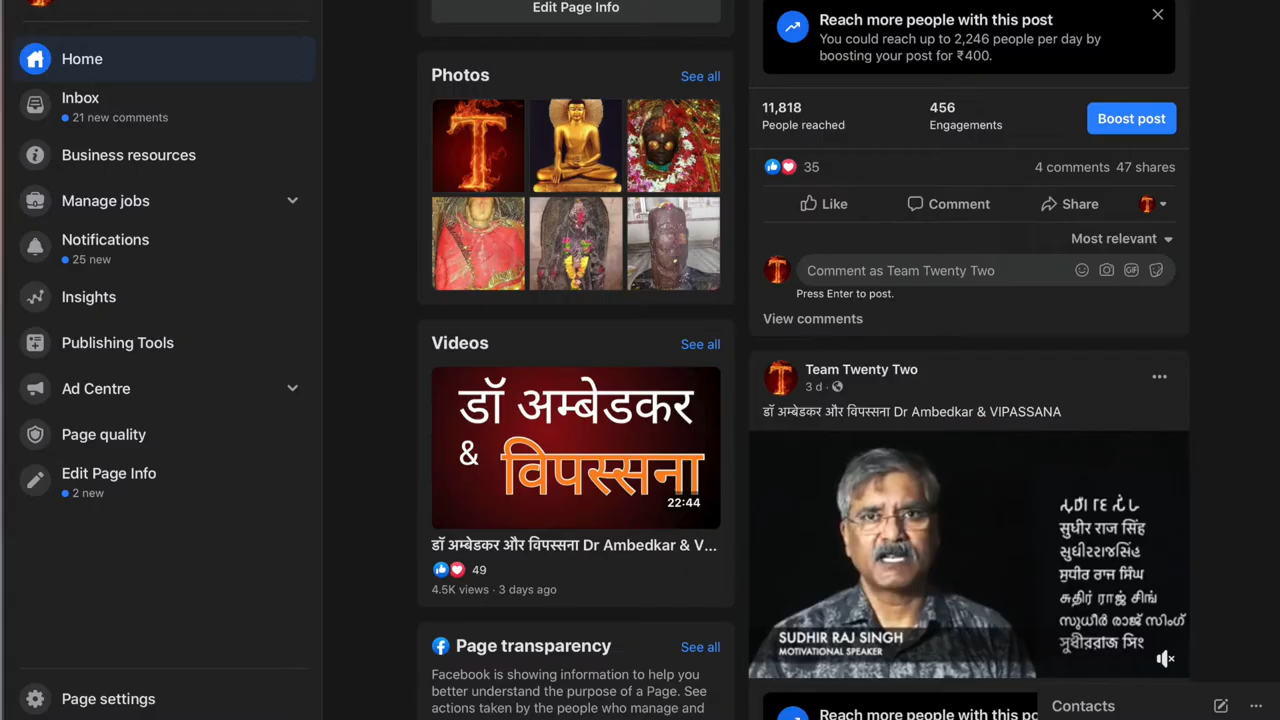 Home
Inbox
21 new comments
Business resources
Manage jobs
Notifications
25 new
Insights
Publishing Tools
Ad Centre
Page quality
Edit Page Info
2 new
Page settings
Edit Page Info
Photos
See all
T
Videos
See all
डॉ अम्बेडकर
&
विपस्सना
22:44
डॉ अम्बेडकर और विपस्सना Dr Ambedkar & V...
49
4.5K views · 3 days ago
Page transparency
See all
Facebook is showing information to help you
better understand the purpose of a Page. See
actions taken by the people who manage and
Reach more people with this post
You could reach up to 2,246 people per day by
boosting your post for ₹400.
11,818
People reached
456
Engagements
Boost post
35
4 comments 47 shares
Like
Comment
Share
Most relevant
Comment as Team Twenty Two
GIF
Press Enter to post.
View comments
Team Twenty Two
3 d ·
डॉ अम्बेडकर और विपस्सना Dr Ambedkar & VIPASSANA
सुधीर राज सिंह
SUDHIR RAJ SINGH
MOTIVATIONAL SPEAKER
Reach more people with this po
Contacts